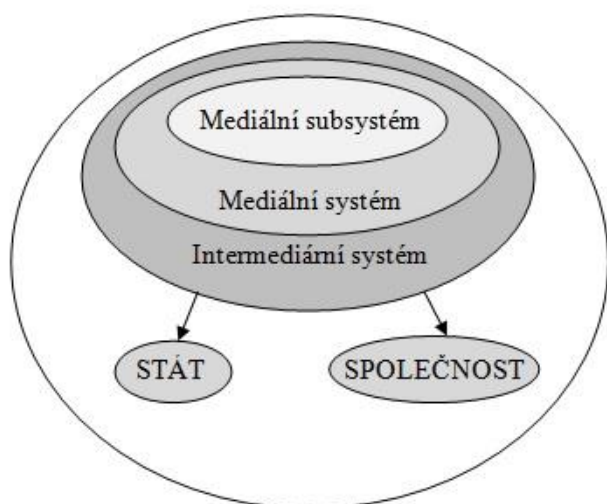 Mediální subsystém
Mediální systém
Intermediární systém
STÁT
SPOLEČNOST